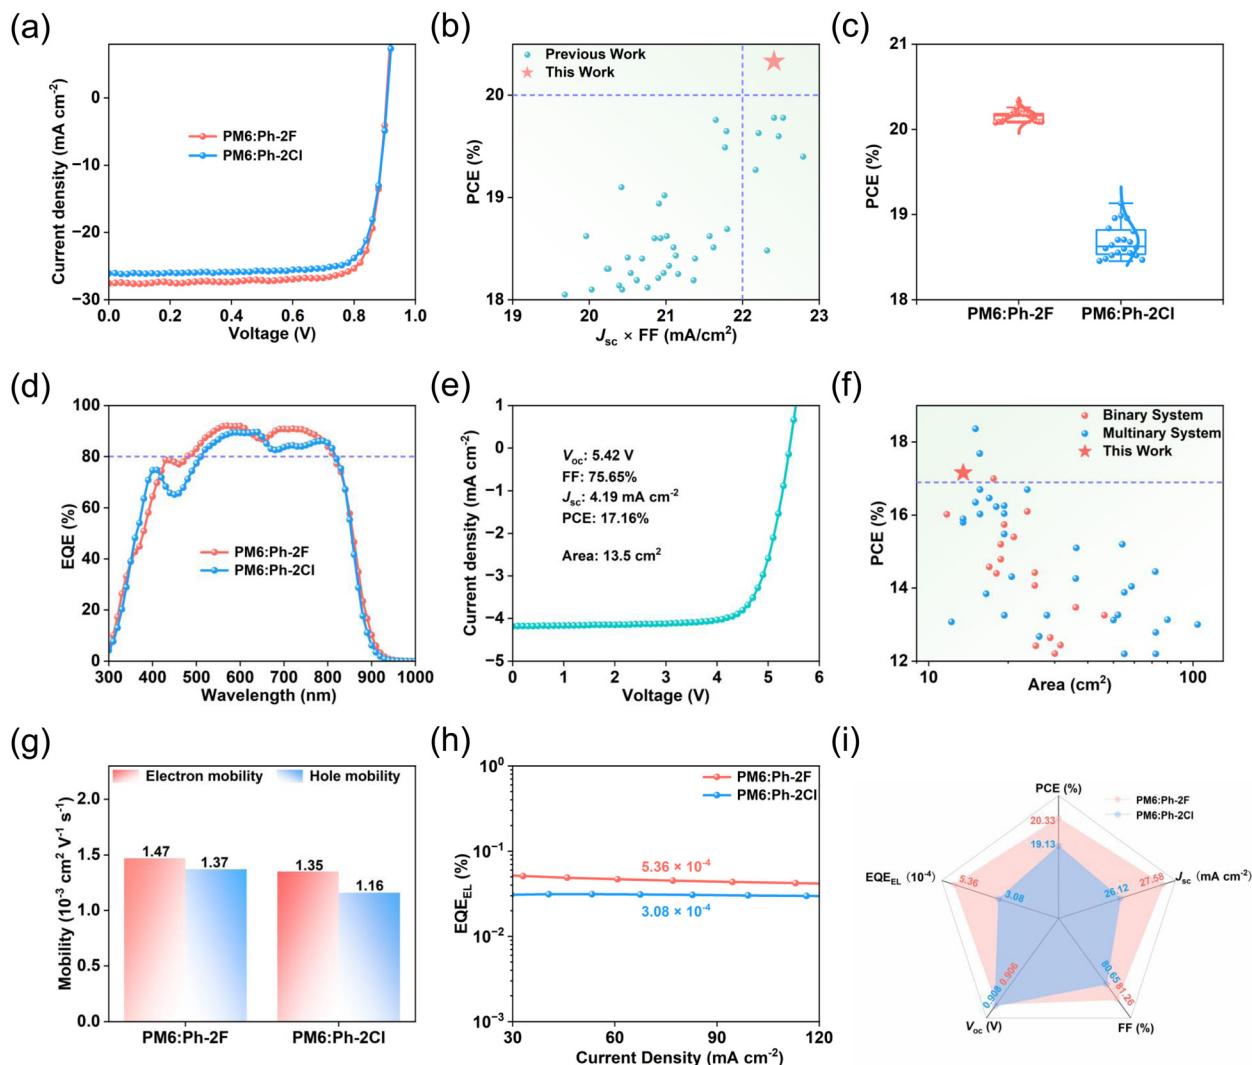 (a)
0
−10
−20
−30
Current density (mA cm⁻²)
PM6:Ph-2F
PM6:Ph-2Cl
0.0 0.2 0.4 0.6 0.8 1.0
Voltage (V)
(b)
21
20
19
18
PCE (%)
Previous Work
This Work
19 20 21 22 23
Jsc × FF (mA/cm²)
(c)
21
20
19
18
PCE (%)
PM6:Ph-2F PM6:Ph-2Cl
(d)
100
80
60
40
20
0
EQE (%)
PM6:Ph-2F
PM6:Ph-2Cl
300 400 500 600 700 800 900 1000
Wavelength (nm)
(e)
1
0
−1
−2
−3
−4
−5
Current density (mA cm⁻²)
Voc: 5.42 V
FF: 75.65%
Jsc: 4.19 mA cm⁻²
PCE: 17.16%
Area: 13.5 cm²
0 1 2 3 4 5 6
Voltage (V)
(f)
18
16
14
12
PCE (%)
Binary System
Multinary System
This Work
10 100
Area (cm²)
(g)
2.0
1.5
1.0
0.5
0.0
Mobility (10⁻³ cm² V⁻¹ s⁻¹)
Electron mobility Hole mobility
1.47 1.37 1.35 1.16
PM6:Ph-2F PM6:Ph-2Cl
(h)
10⁰
10⁻¹
10⁻²
10⁻³
EQE_EL (%)
PM6:Ph-2F
PM6:Ph-2Cl
5.36 × 10⁻⁴
3.08 × 10⁻⁴
30 60 90 120
Current Density (mA cm⁻²)
(i)
PCE (%)
PM6:Ph-2F
PM6:Ph-2Cl
20.33
19.13
EQE_EL (10⁻⁴)
5.36
3.08
26.12
27.58
Jsc (mA cm⁻²)
0.908
0.906
80.65
81.26
Voc (V)
FF (%)